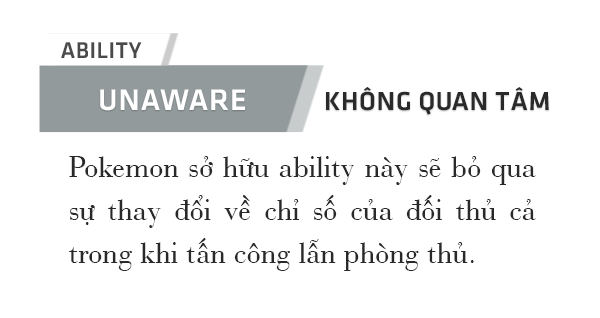 ABILITY
UNAWARE KHÔNG QUAN TÂM
Pokemon sở hữu ability này sẽ bỏ qua
sự thay đổi về chỉ số của đối thủ cả
trong khi tấn công lẫn phòng thủ.